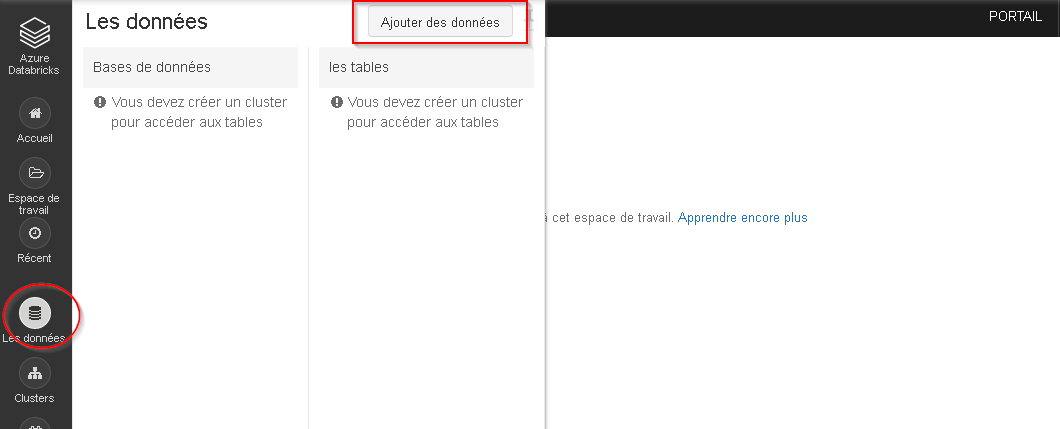 Azure
Databricks
Accueil
Espace de
travail
Récent
Les données
Clusters
Les données
Ajouter des données
Bases de données
Vous devez créer un cluster
pour accéder aux tables
les tables
Vous devez créer un cluster
pour accéder aux tables
PORTAIL
à cet espace de travail. Apprendre encore plus